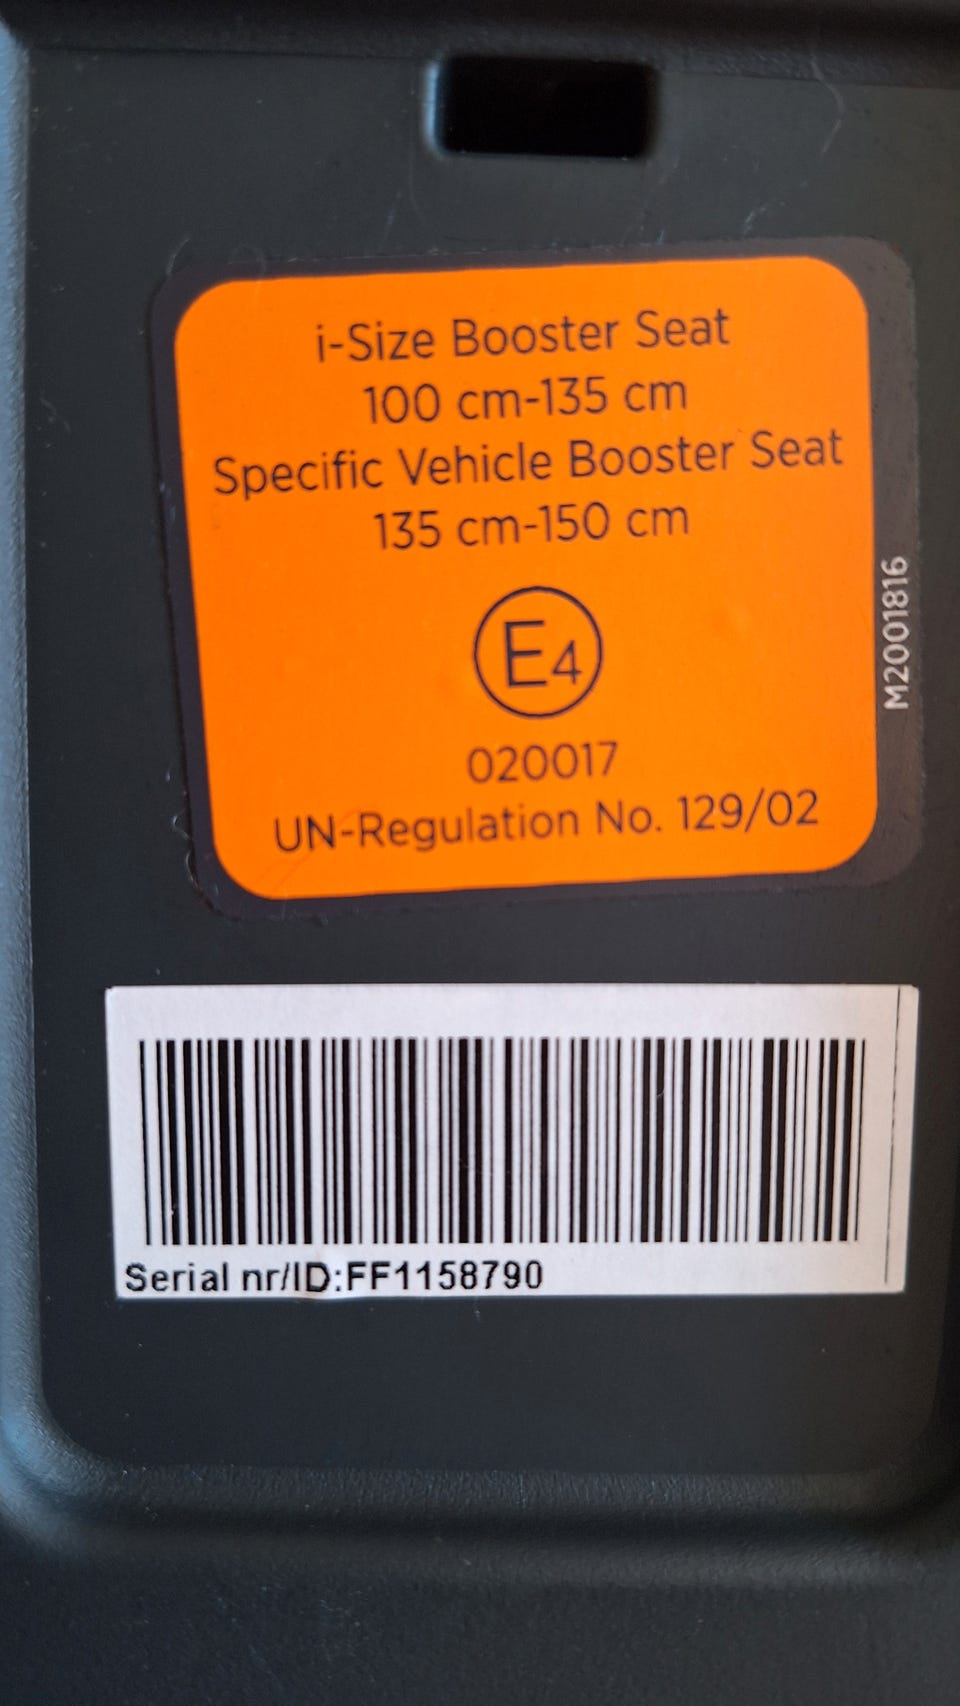 i-Size Booster Seat
100 cm-135 cm
Specific Vehicle Booster Seat
135 cm-150 cm
E4
020017
UN-Regulation No. 129/02
M2001816
Serial nr/ID:FF1158790